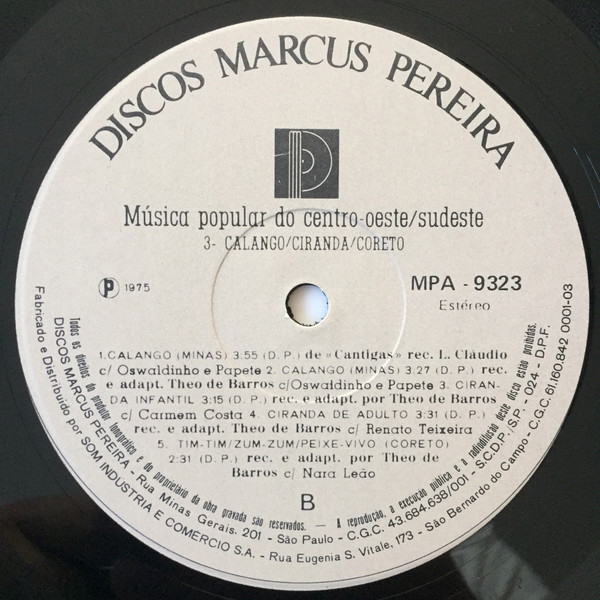 DISCOS MARCUS PEREIRA
Música popular do centro-oeste/sudeste
3- CALANGO/CIRANDA/CORETO
P 1975
MPA - 9323
Estéreo
1.CALANGO (MINAS) 3:55 (D. P.) de «Cantigas» rec. L. Cláudio
c/ Oswaldinho e Papete 2. CALANGO (MINAS) 3:27 (D. P.) rec.
e adapt. Theo de Barros c/Oswaldinho e Papete 3. CIRAN-
DA INFANTIL 3:15 (D. P.) rec. e adapt. por Theo de Barros
c/ Carmem Costa 4. CIRANDA DE ADULTO 3:31 (D. P.)
rec. e adapt. Theo de Barros c/ Renato Teixeira
5. TIM-TIM/ZUM-ZUM/PEIXE-VIVO (CORETO)
2:31 (D. P.) rec. e adapt. por Theo de
Barros c/ Nara Leão
B
Todos os direitos do produtor fonográfico e do proprietário da obra gravada são reservados. — A reprodução, a execução pública e a radiodifusão deste disco estão proibidas.
DISCOS MARCUS PEREIRA - Rua Minas Gerais. 201 - São Paulo - C.G.C. 43.684.638/001 - S.C.D.P./SP. - 024 - D.P.F.
Fabricado e Distribuido por SOM INDUSTRIA E COMERCIO S.A. - Rua Eugenia S. Vitale, 173 - São Bernardo do Campo - C.G.C. 61.160.842 0001-03